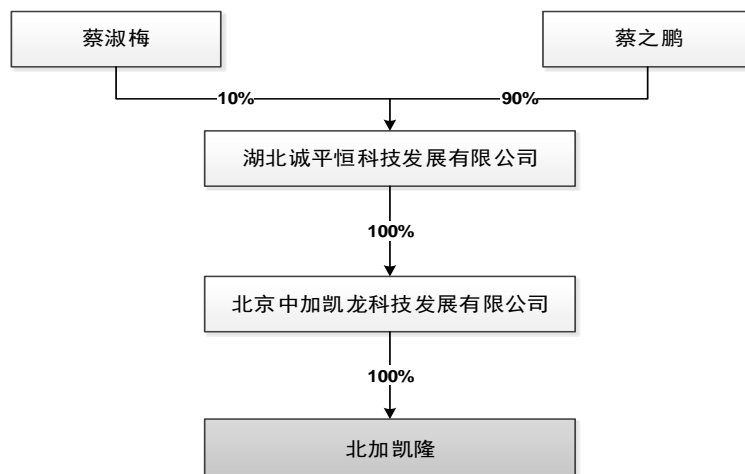 蔡淑梅
蔡之鹏
10%
90%
湖北诚平恒科技发展有限公司
100%
北京中加凯龙科技发展有限公司
100%
北加凯隆